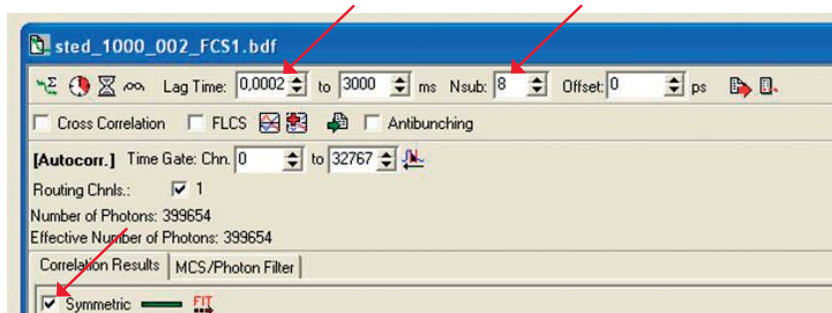 sted_1000_002_FCS1.bdf
Lag Time: 0,0002 to 3000 ms Nsub: 8 Offset: 0 ps
Cross Correlation FLCS Antibunching
[Autocorr.] Time Gate: Chn. 0 to 32767
Routing Chnls.: 1
Number of Photons: 399654
Effective Number of Photons: 399654
Correlation Results MCS/Photon Filter
Symmetric FIT